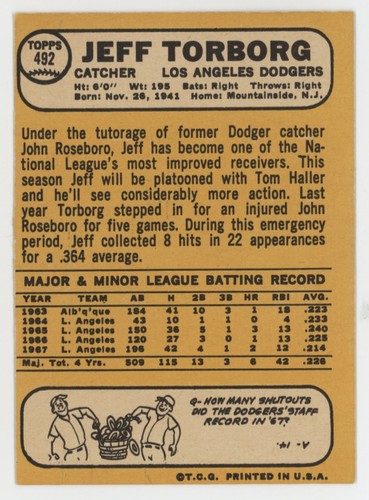 TOPPS
492
JEFF TORBORG
CATCHER LOS ANGELES DODGERS
Ht: 6'0" Wt: 195 Bats: Right Throws: Right
Born: Nov. 26, 1941 Home: Mountainside, N.J.
Under the tutorage of former Dodger catcher
John Roseboro, Jeff has become one of the Na-
tional League's most improved receivers. This
season Jeff will be platooned with Tom Haller
and he'll see considerably more action. Last
year Torborg stepped in for an injured John
Roseboro for five games. During this emergency
period, Jeff collected 8 hits in 22 appearances
for a .364 average.
MAJOR & MINOR LEAGUE BATTING RECORD
YEAR TEAM AB H 2B 3B HR RBI AVG.
1963 Alb'q'que 184 41 10 3 1 18 .223
1964 L. Angeles 43 10 1 1 0 4 .233
1965 L. Angeles 150 36 5 1 3 13 .240
1966 L. Angeles 120 27 3 0 1 13 .225
1967 L. Angeles 196 42 4 1 2 12 .214
Maj. Tot. 4 Yrs. 509 115 13 3 6 42 .226
Q- HOW MANY SHUTOUTS
DID THE DODGERS' STAFF
RECORD IN '67?
A- 17.
©T.C.G. PRINTED IN U.S.A.